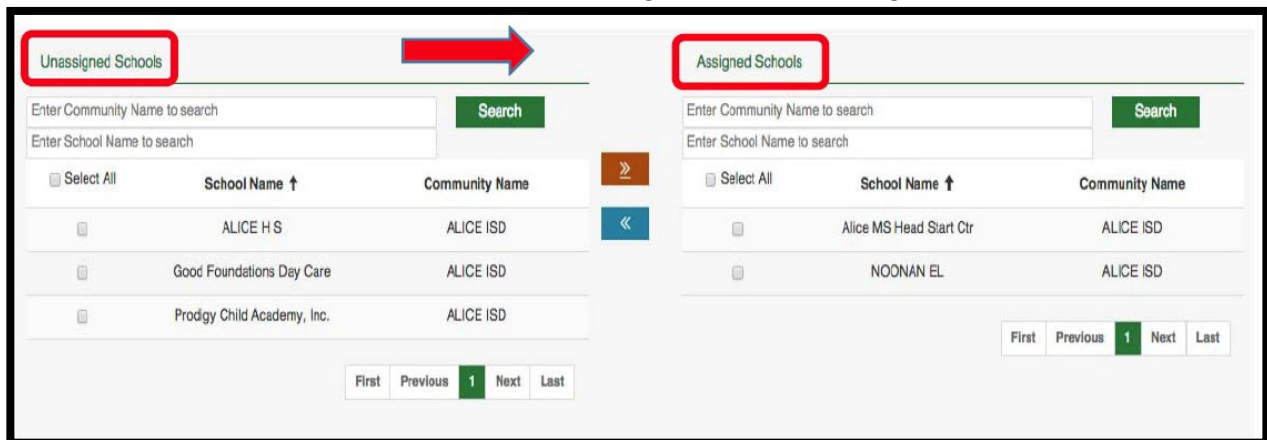 Unassigned Schools
Enter Community Name to search
Search
Enter School Name to search
Select All School Name ↑ Community Name
ALICE H S ALICE ISD
Good Foundations Day Care ALICE ISD
Prodigy Child Academy, Inc. ALICE ISD
First Previous 1 Next Last
»
«
Assigned Schools
Enter Community Name to search
Search
Enter School Name to search
Select All School Name ↑ Community Name
Alice MS Head Start Ctr ALICE ISD
NOONAN EL ALICE ISD
First Previous 1 Next Last